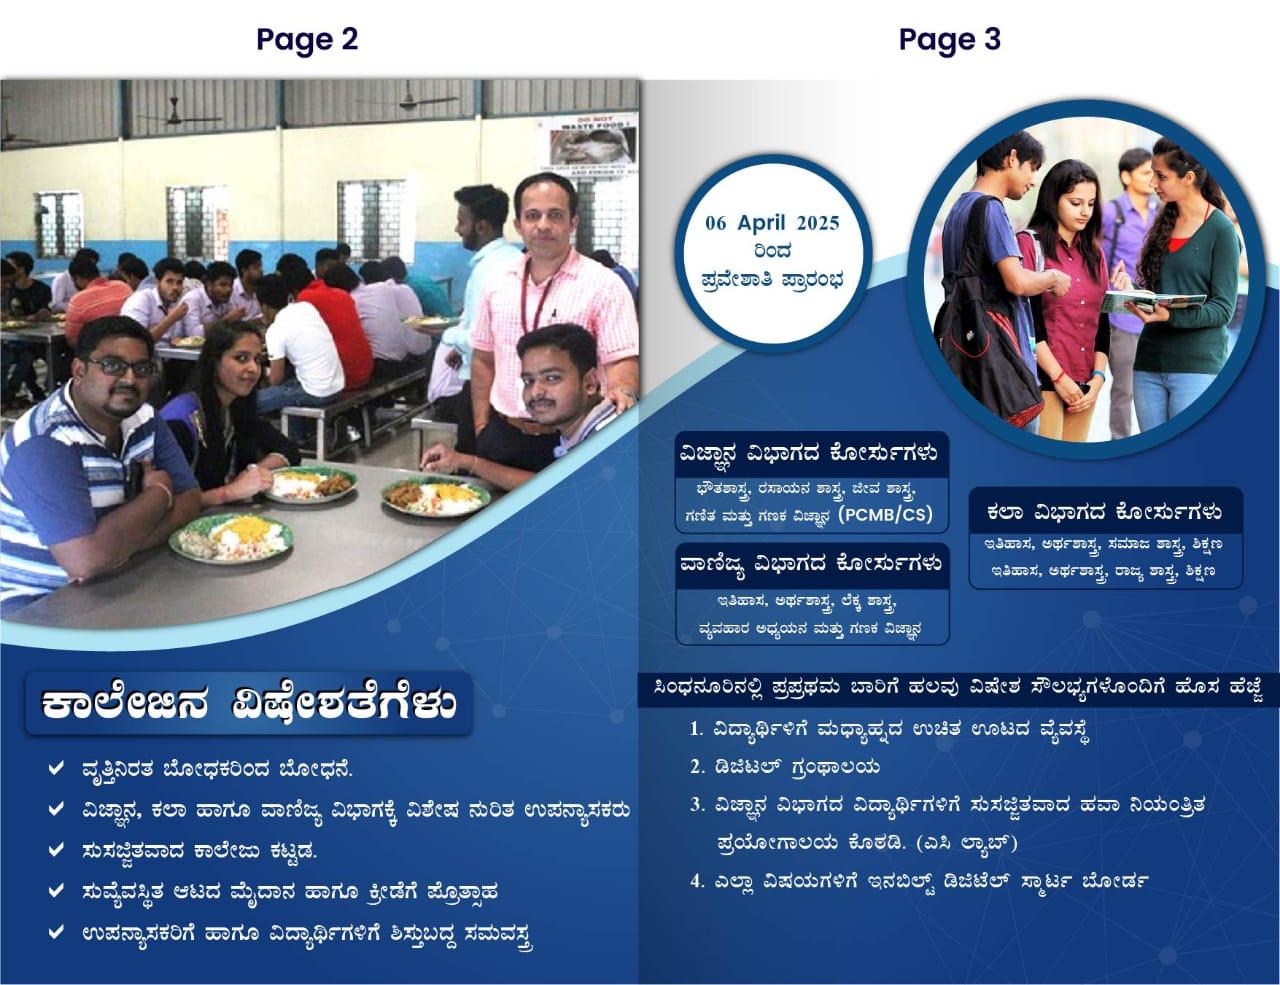 Page 2
Page 3
DO NOT
WASTE FOOD !
06 April 2025
ರಿಂದ
ಪ್ರವೇಶಾತಿ ಪ್ರಾರಂಭ
ವಿಜ್ಞಾನ ವಿಭಾಗದ ಕೋರ್ಸುಗಳು
ಭೌತಶಾಸ್ತ್ರ, ರಸಾಯನ ಶಾಸ್ತ್ರ, ಜೀವ ಶಾಸ್ತ್ರ,
ಗಣಿತ ಮತ್ತು ಗಣಕ ವಿಜ್ಞಾನ (PCMB/CS)
ವಾಣಿಜ್ಯ ವಿಭಾಗದ ಕೋರ್ಸುಗಳು
ಇತಿಹಾಸ, ಅರ್ಥಶಾಸ್ತ್ರ, ಲೆಕ್ಕ ಶಾಸ್ತ್ರ,
ವ್ಯವಹಾರ ಅಧ್ಯಯನ ಮತ್ತು ಗಣಕ ವಿಜ್ಞಾನ
ಕಲಾ ವಿಭಾಗದ ಕೋರ್ಸುಗಳು
ಇತಿಹಾಸ, ಅರ್ಥಶಾಸ್ತ್ರ, ಸಮಾಜ ಶಾಸ್ತ್ರ, ಶಿಕ್ಷಣ
ಇತಿಹಾಸ, ಅರ್ಥಶಾಸ್ತ್ರ, ರಾಜ್ಯ ಶಾಸ್ತ್ರ, ಶಿಕ್ಷಣ
ಕಾಲೇಜಿನ ವಿಷೇಶತೆಗೆಳು
ವೃತ್ತಿನಿರತ ಬೋಧಕರಿಂದ ಬೋಧನೆ.
ವಿಜ್ಞಾನ, ಕಲಾ ಹಾಗೂ ವಾಣಿಜ್ಯ ವಿಭಾಗಕ್ಕೆ ವಿಶೇಷ ನುರಿತ ಉಪನ್ಯಾಸಕರು
ಸುಸಜ್ಜಿತವಾದ ಕಾಲೇಜು ಕಟ್ಟಡ.
ಸುವ್ಯೆವಸ್ಥಿತ ಆಟದ ಮೈದಾನ ಹಾಗೂ ಕ್ರೀಡೆಗೆ ಪ್ರೊತ್ಸಾಹ
ಉಪನ್ಯಾಸಕರಿಗೆ ಹಾಗೂ ವಿದ್ಯಾರ್ಥಿಗಳಿಗೆ ಶಿಸ್ತುಬದ್ದ ಸಮವಸ್ತ್ರ
ಸಿಂಧನೂರಿನಲ್ಲಿ ಪ್ರಪ್ರಥಮ ಬಾರಿಗೆ ಹಲವು ವಿಷೇಶ ಸೌಲಭ್ಯಗಳೊಂದಿಗೆ ಹೊಸ ಹೆಜ್ಜೆ
1. ವಿದ್ಯಾರ್ಥಿಳಿಗೆ ಮಧ್ಯಾಹ್ನದ ಉಚಿತ ಊಟದ ವ್ಯೆವಸ್ಥೆ
2. ಡಿಜಿಟಲ್ ಗ್ರಂಥಾಲಯ
3. ವಿಜ್ಞಾನ ವಿಭಾಗದ ವಿದ್ಯಾರ್ಥಿಗಳಿಗೆ ಸುಸಜ್ಜಿತವಾದ ಹವಾ ನಿಯಂತ್ರಿತ
ಪ್ರಯೋಗಾಲಯ ಕೊಠಡಿ. (ಎಸಿ ಲ್ಯಾಬ್)
4. ಎಲ್ಲಾ ವಿಷಯಗಳಿಗೆ ಇನಬಿಲ್ಟ್ ಡಿಜಿಟೆಲ್ ಸ್ಮಾರ್ಟ ಬೋರ್ಡ